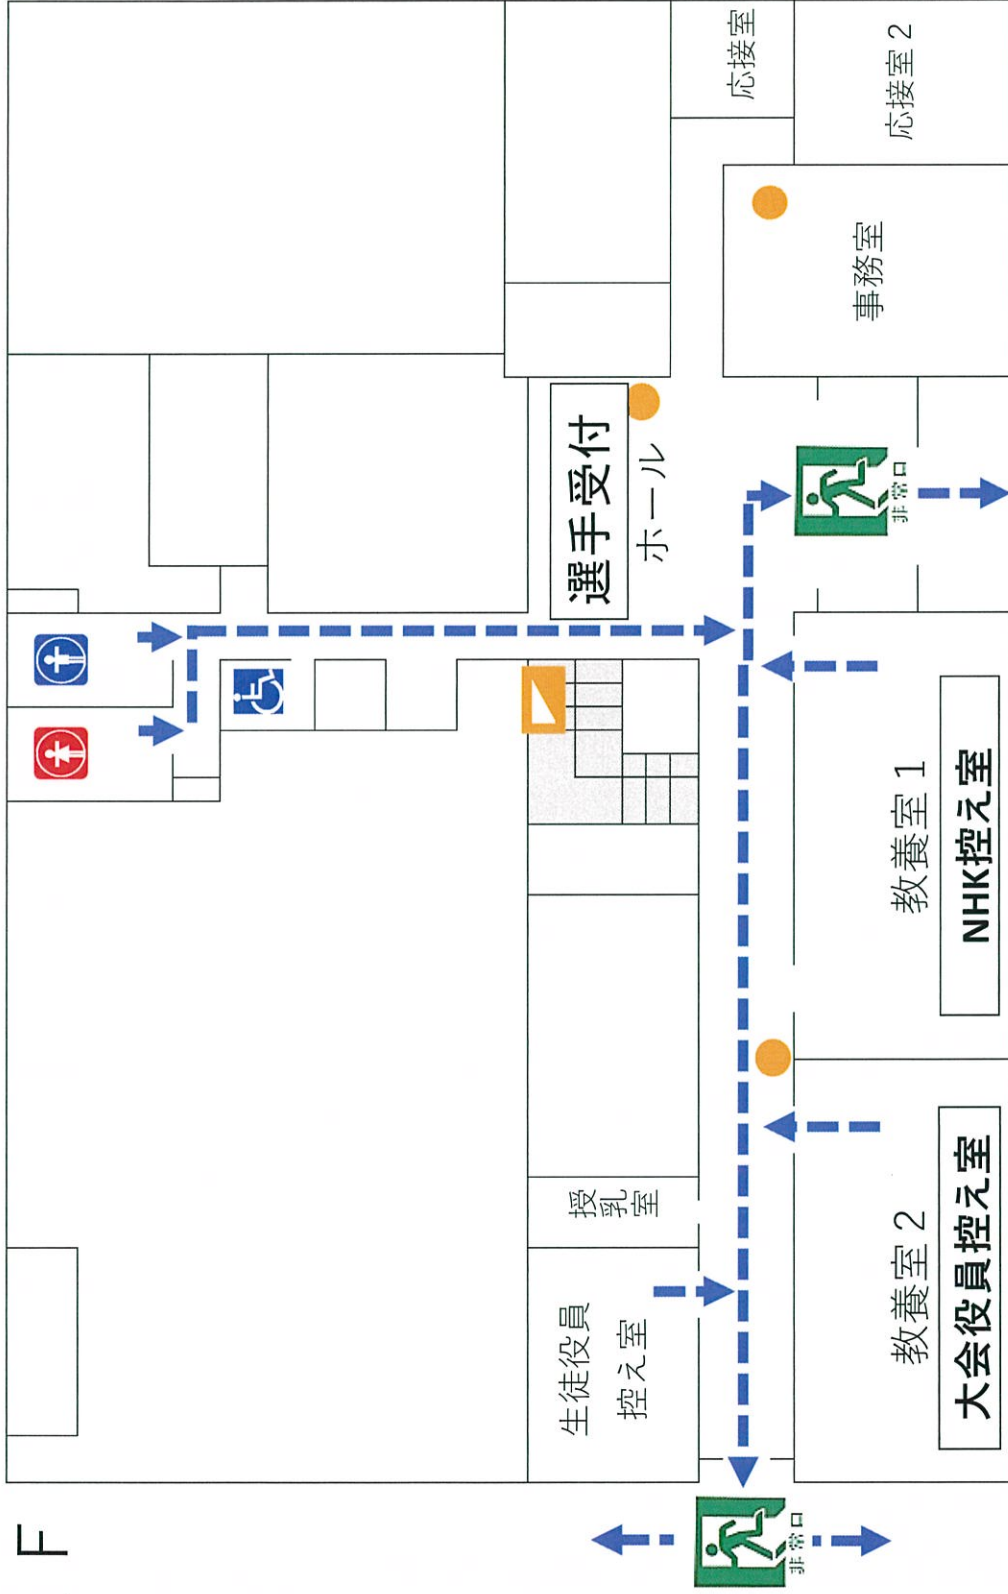 F
生徒役員
控え室
授乳室
選手受付
ホール
応接室
応接室2
事務室
非常口
教養室1
NHK控え室
教養室2
大会役員控え室
非常口